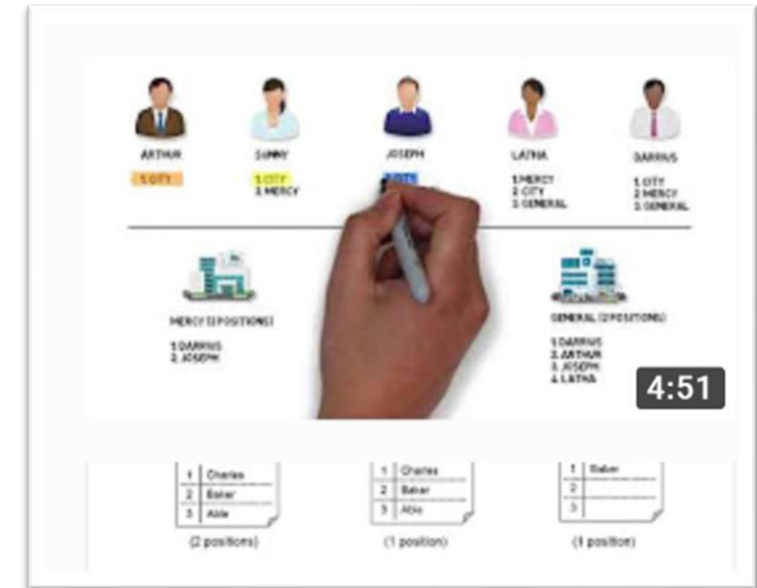 ARTHUR SUNNY JOSEPH LATHA DARRIUS
1. CITY
1. CITY
2. MERCY
1. CITY
1. MERCY
2. CITY
3. GENERAL
1. CITY
2. MERCY
3. GENERAL
MERCY (2 POSITIONS)
1. DARRIUS
2. JOSEPH
GENERAL (2 POSITIONS)
1. DARRIUS
2. ARTHUR
3. JOSEPH
4. LATHA
4:51
1 Charles
2 Baker
3 Able
(2 positions)
1 Charles
2 Baker
3 Able
(1 position)
1 Baker
2
3
(1 position)